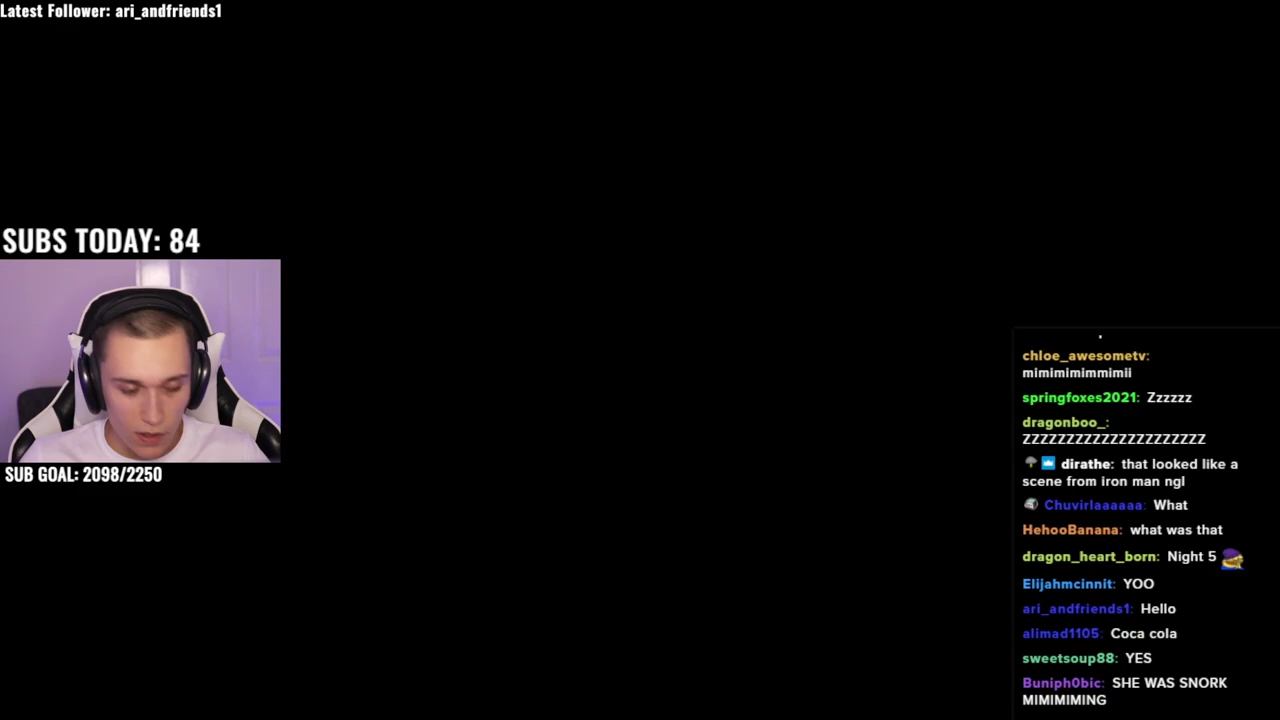 Latest Follower: ari_andfriends1
SUBS TODAY: 84
SUB GOAL: 2098/2250
chloe_awesometv:
mimimimimmimii
springfoxes2021: Zzzzzz
dragonboo_:
ZZZZZZZZZZZZZZZZZZZZZ
dirathe: that looked like a
scene from iron man ngl
Chuvirlaaaaaa: What
HehooBanana: what was that
dragon_heart_born: Night 5
Elijahmcinnit: YOO
ari_andfriends1: Hello
alimad1105: Coca cola
sweetsoup88: YES
Buniph0bic: SHE WAS SNORK
MIMIMIMING